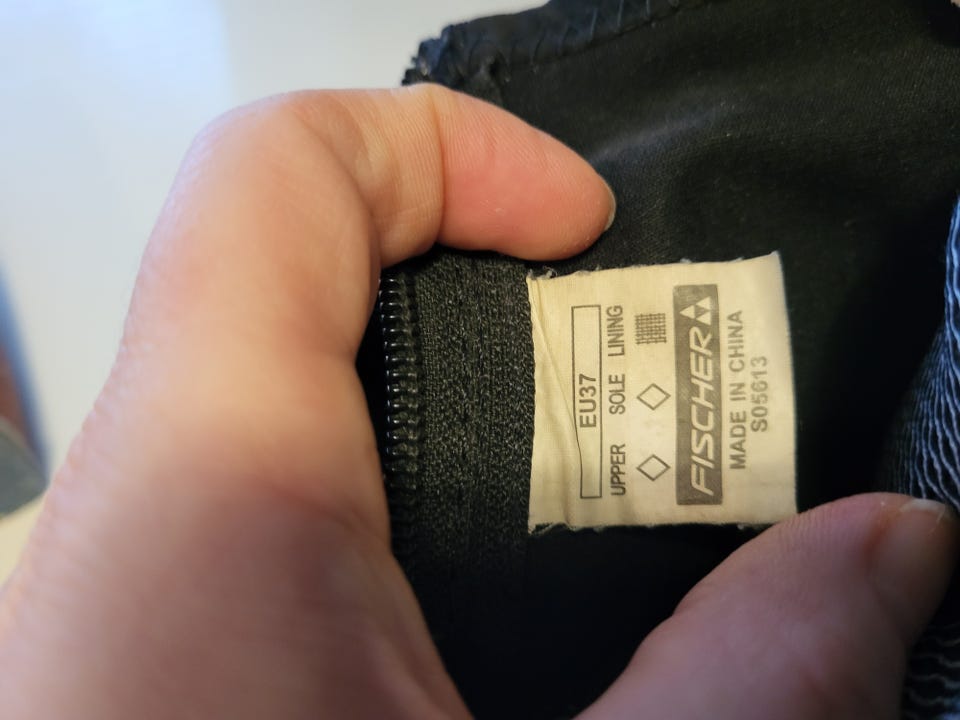 EU37
UPPER SOLE LINING
FISCHER
MADE IN CHINA
S05613